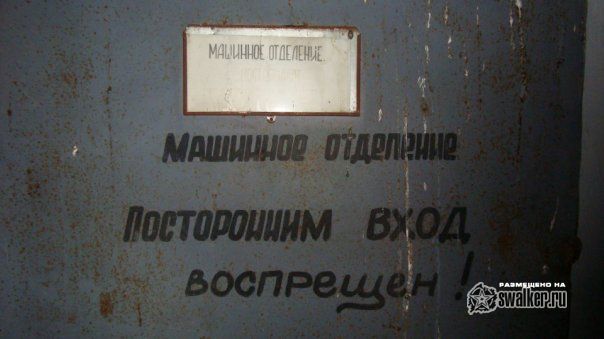 МАШИННОЕ ОТДЕЛЕНИЕ
МАШИННОЕ ОТДЕЛЕНИЕ
ПОСТОРОННИМ ВХОД
ВОСПРЕЩЕН!
РАЗМЕЩЕНО НА
swalker.ru